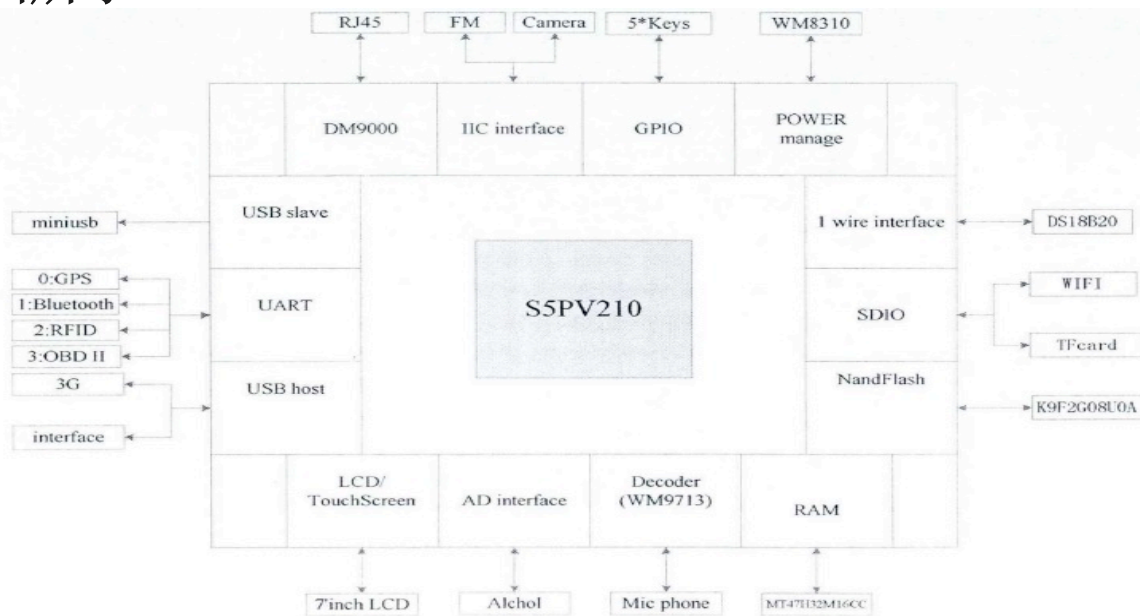 RJ45
FM
Camera
5*Keys
WM8310
DM9000
IIC interface
GPIO
POWER
manage
USB slave
1 wire interface
miniusb
DS18B20
0:GPS
1:Bluetooth
2:RFID
3:OBD II
UART
S5PV210
SDIO
WIFI
TFcard
3G
interface
USB host
NandFlash
K9F2G08U0A
LCD/
TouchScreen
AD interface
Decoder
(WM9713)
RAM
7'inch LCD
Alchol
Mic phone
MT47H32M16CC